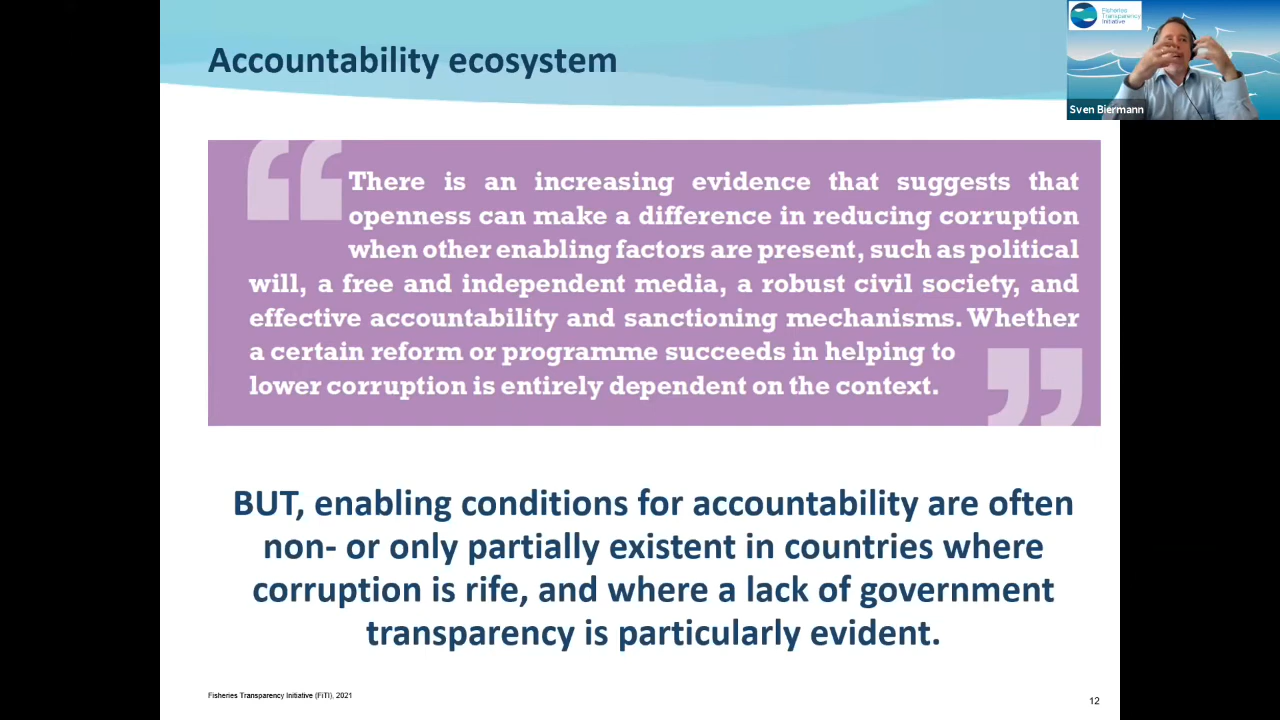 Accountability ecosystem
Fisheries
Transparency
Initiative
Sven Biermann
“
There is an increasing evidence that suggests that
openness can make a difference in reducing corruption
when other enabling factors are present, such as political
will, a free and independent media, a robust civil society, and
effective accountability and sanctioning mechanisms. Whether
a certain reform or programme succeeds in helping to
lower corruption is entirely dependent on the context.
”
BUT, enabling conditions for accountability are often
non- or only partially existent in countries where
corruption is rife, and where a lack of government
transparency is particularly evident.
Fisheries Transparency Initiative (FiTI), 2021
12